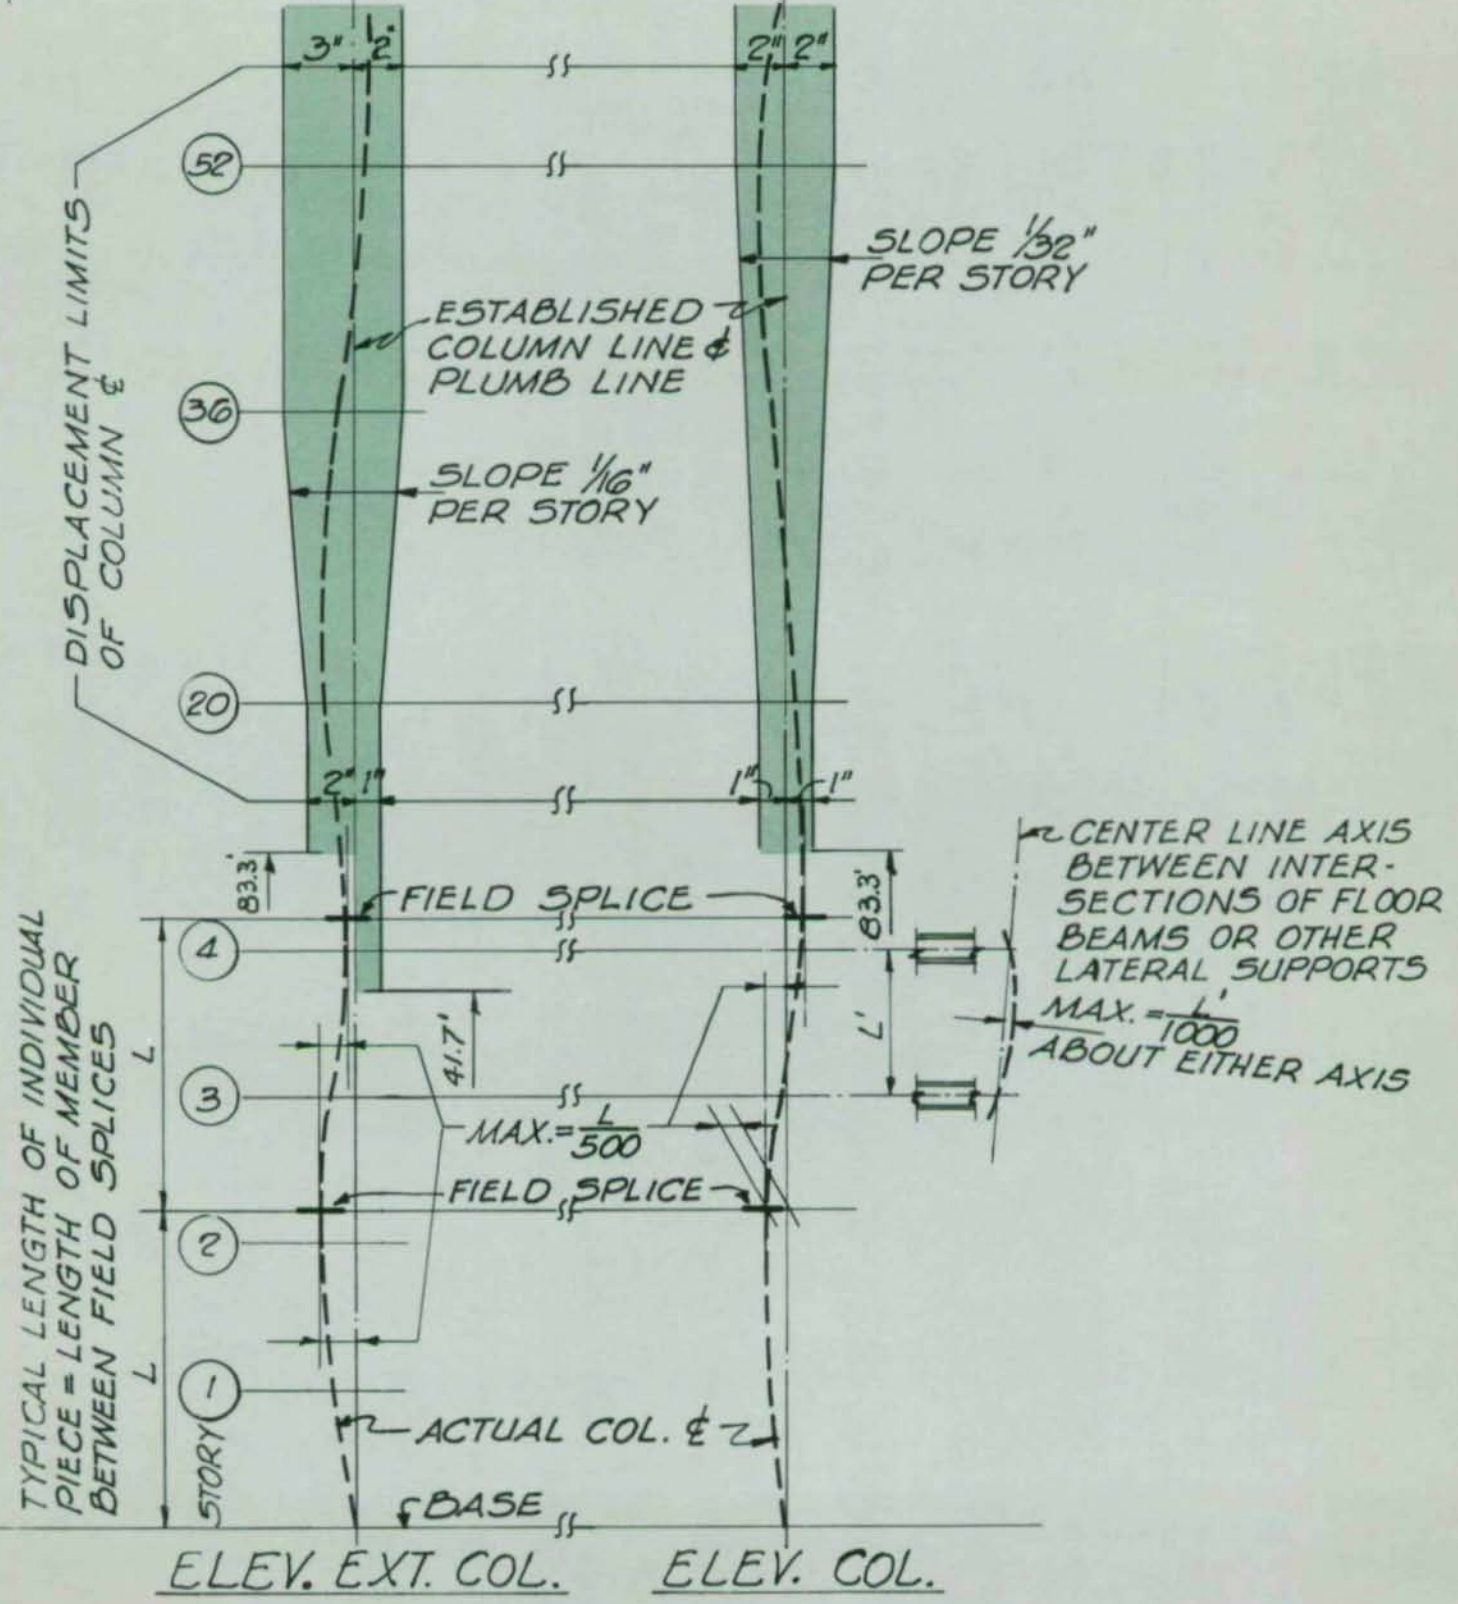 3" 2"
2" 2"
52
SLOPE 1/32"
PER STORY
DISPLACEMENT LIMITS
OF COLUMN ℄
ESTABLISHED
COLUMN LINE ¢
PLUMB LINE
36
SLOPE 1/16"
PER STORY
20
2" 1"
1" 1"
83.3'
FIELD SPLICE
83.3'
CENTER LINE AXIS
BETWEEN INTER-
SECTIONS OF FLOOR
BEAMS OR OTHER
LATERAL SUPPORTS
MAX. = L'/1000
ABOUT EITHER AXIS
4
41.7'
L'
3
MAX. = L/500
FIELD SPLICE
2
TYPICAL LENGTH OF INDIVIDUAL
PIECE = LENGTH OF MEMBER
BETWEEN FIELD SPLICES
L
L
STORY 1
ACTUAL COL. ℄
BASE
ELEV. EXT. COL.
ELEV. COL.